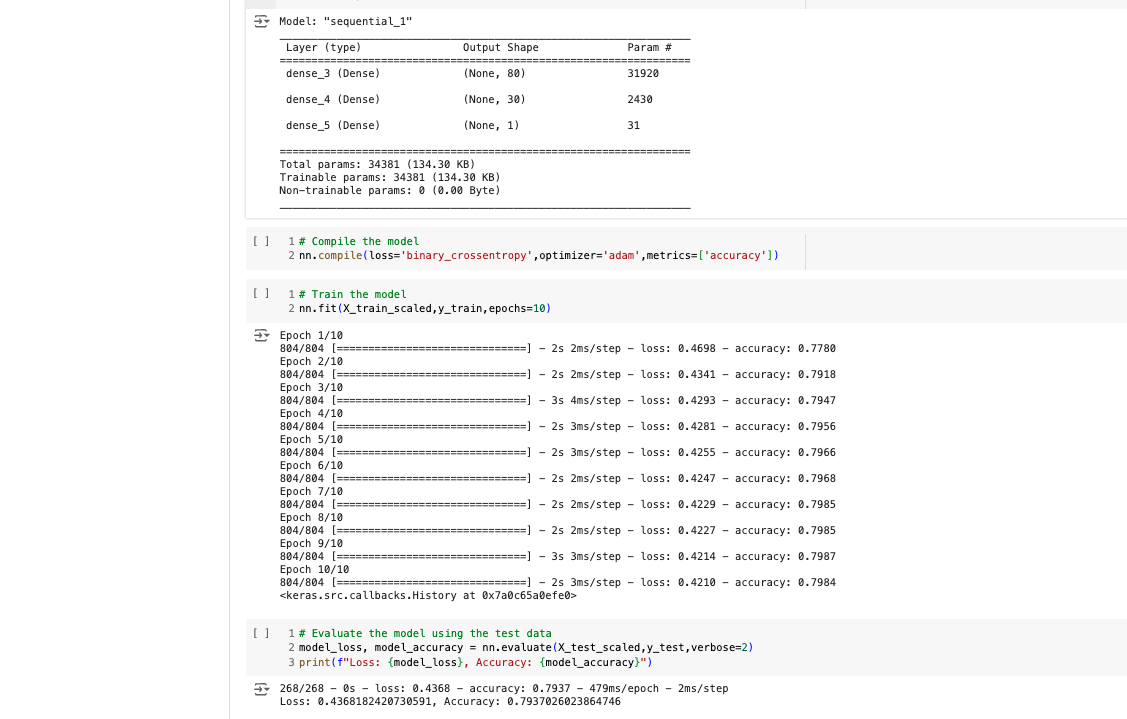 Model: "sequential_1"
Layer (type) Output Shape Param #
=================================================================
dense_3 (Dense) (None, 80) 31920
dense_4 (Dense) (None, 30) 2430
dense_5 (Dense) (None, 1) 31
=================================================================
Total params: 34381 (134.30 KB)
Trainable params: 34381 (134.30 KB)
Non-trainable params: 0 (0.00 Byte)
[ ] 1 # Compile the model
2 nn.compile(loss='binary_crossentropy',optimizer='adam',metrics=['accuracy'])
[ ] 1 # Train the model
2 nn.fit(X_train_scaled,y_train,epochs=10)
Epoch 1/10
804/804 [==============================] - 2s 2ms/step - loss: 0.4698 - accuracy: 0.7780
Epoch 2/10
804/804 [==============================] - 2s 2ms/step - loss: 0.4341 - accuracy: 0.7918
Epoch 3/10
804/804 [==============================] - 3s 4ms/step - loss: 0.4293 - accuracy: 0.7947
Epoch 4/10
804/804 [==============================] - 2s 3ms/step - loss: 0.4281 - accuracy: 0.7956
Epoch 5/10
804/804 [==============================] - 2s 3ms/step - loss: 0.4255 - accuracy: 0.7966
Epoch 6/10
804/804 [==============================] - 2s 2ms/step - loss: 0.4247 - accuracy: 0.7968
Epoch 7/10
804/804 [==============================] - 2s 2ms/step - loss: 0.4229 - accuracy: 0.7985
Epoch 8/10
804/804 [==============================] - 2s 2ms/step - loss: 0.4227 - accuracy: 0.7985
Epoch 9/10
804/804 [==============================] - 3s 3ms/step - loss: 0.4214 - accuracy: 0.7987
Epoch 10/10
804/804 [==============================] - 2s 3ms/step - loss: 0.4210 - accuracy: 0.7984
<keras.src.callbacks.History at 0x7a0c65a0efe0>
[ ] 1 # Evaluate the model using the test data
2 model_loss, model_accuracy = nn.evaluate(X_test_scaled,y_test,verbose=2)
3 print(f"Loss: {model_loss}, Accuracy: {model_accuracy}")
268/268 - 0s - loss: 0.4368 - accuracy: 0.7937 - 479ms/epoch - 2ms/step
Loss: 0.4368182420730591, Accuracy: 0.7937026023864746